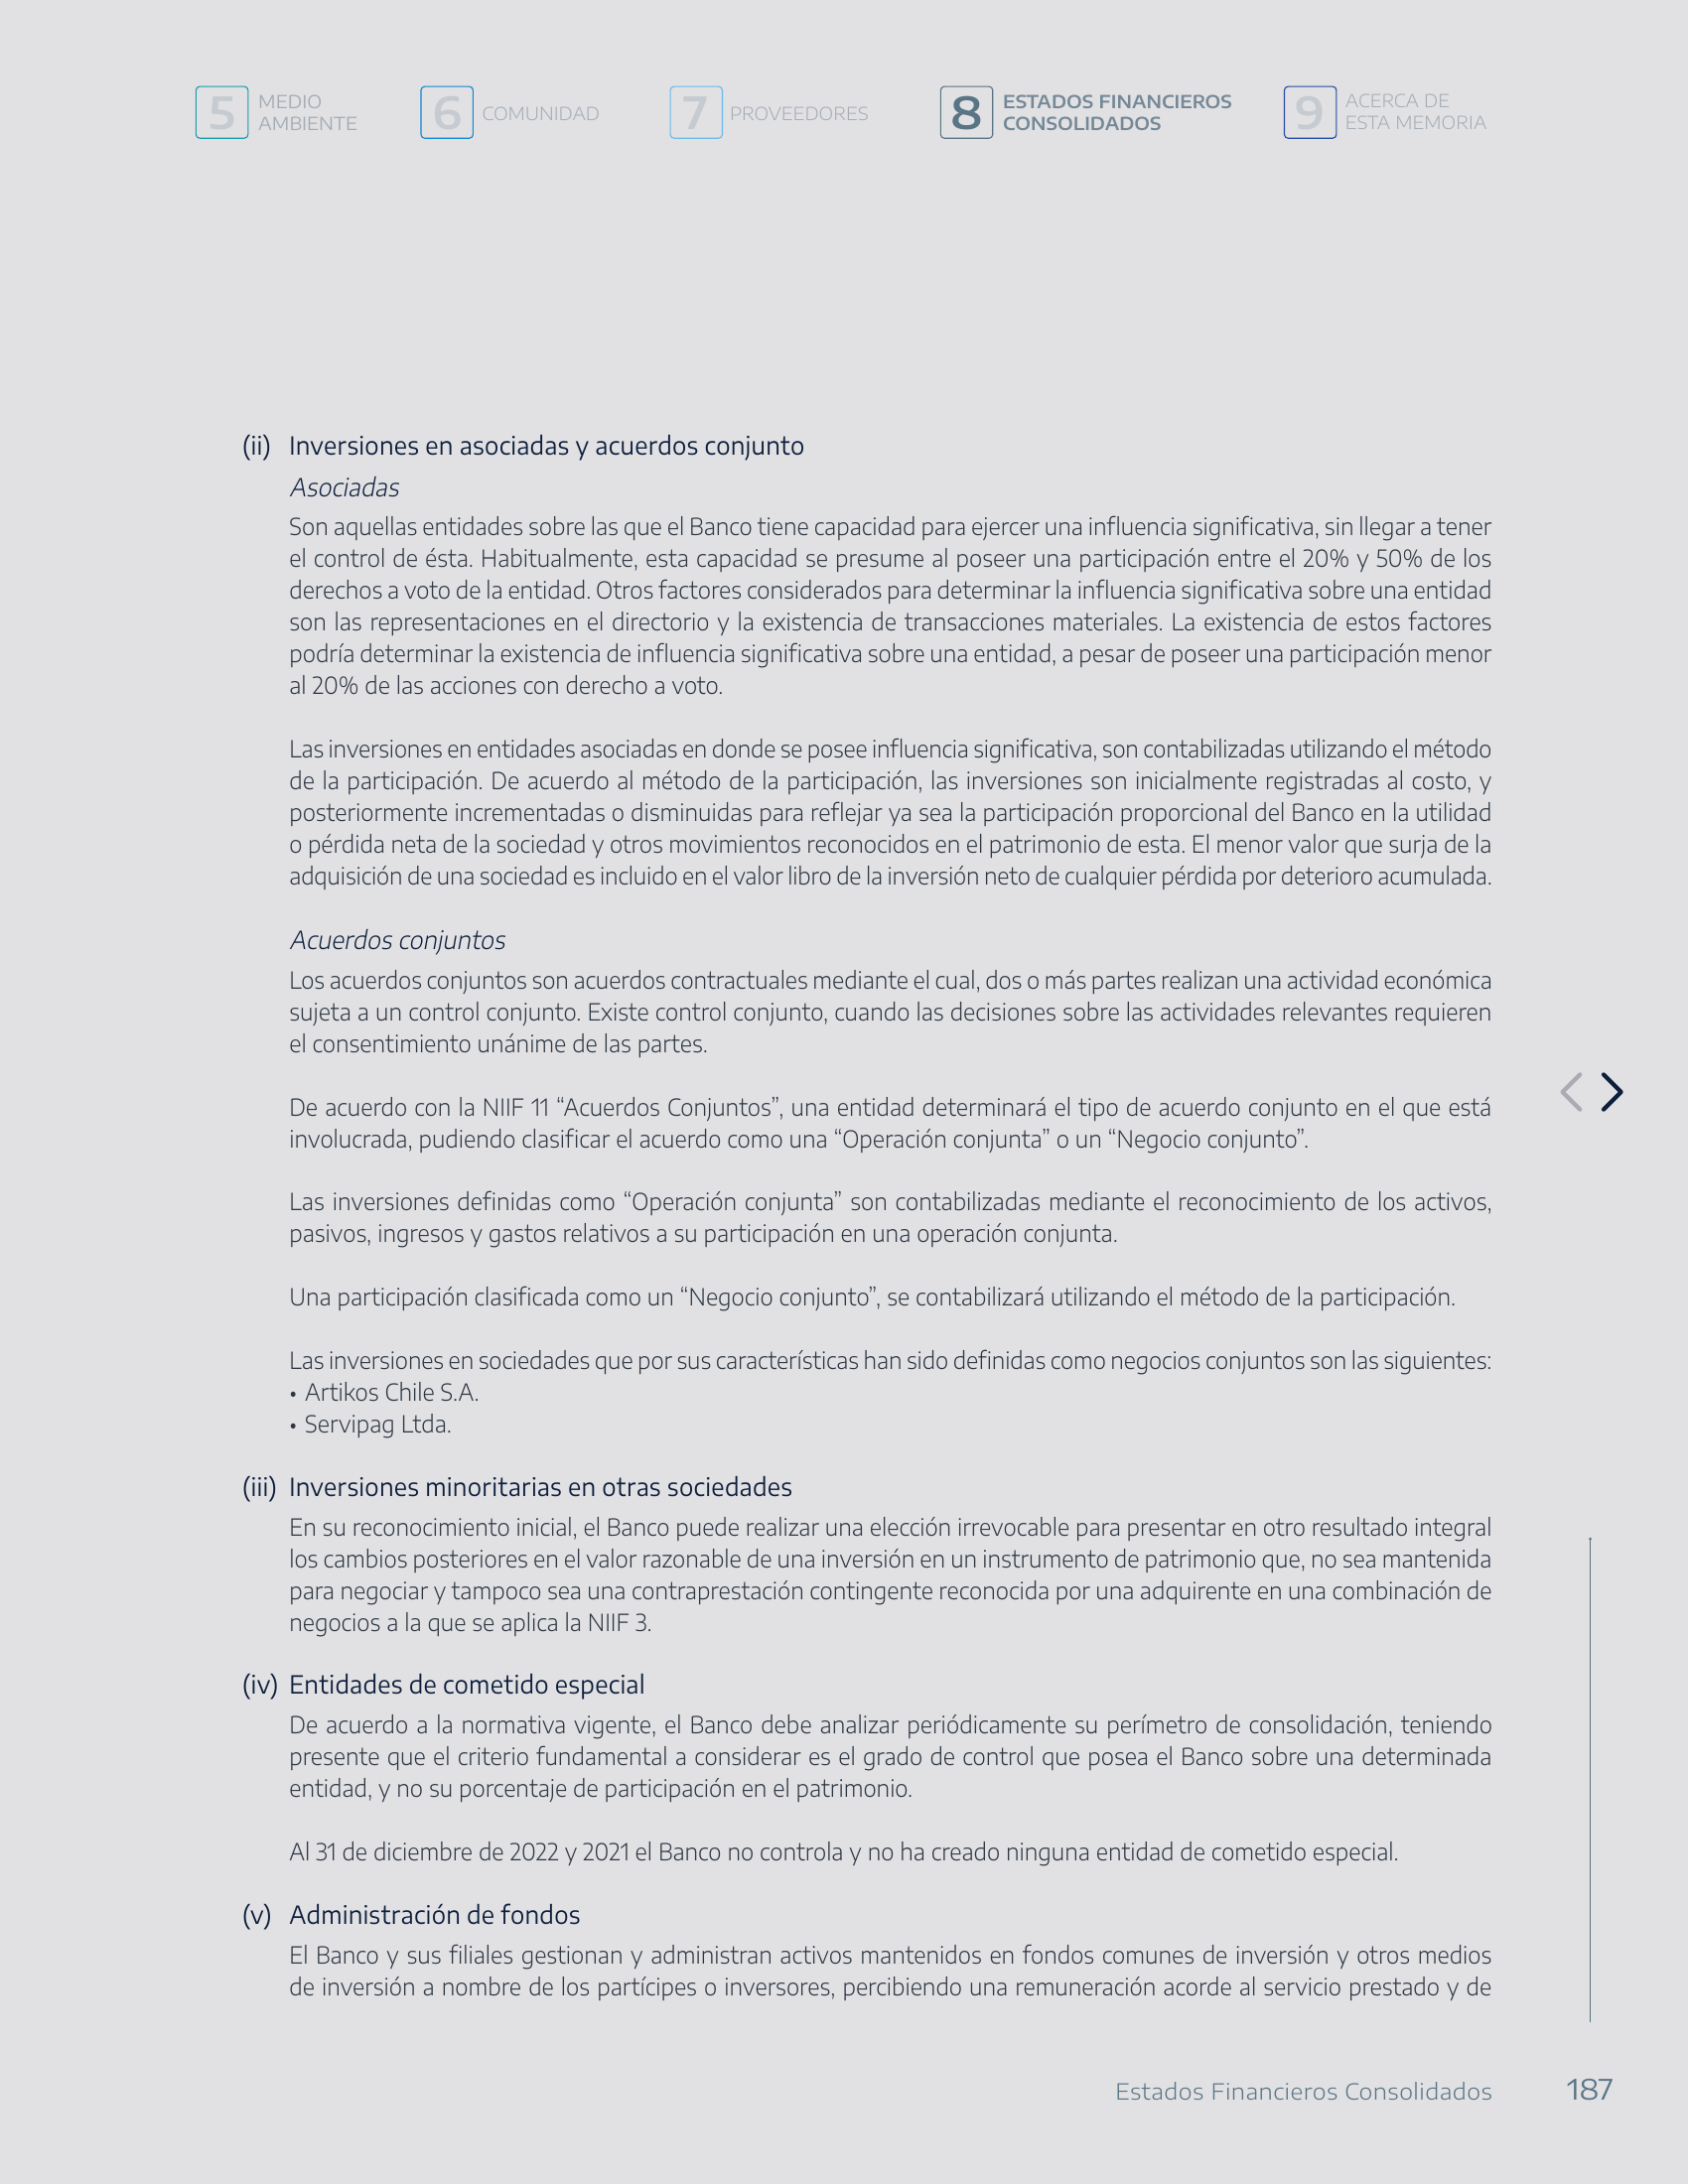 5 MEDIO AMBIENTE
6 COMUNIDAD
7 PROVEEDORES
8 ESTADOS FINANCIEROS CONSOLIDADOS
9 ACERCA DE ESTA MEMORIA
(ii) Inversiones en asociadas y acuerdos conjunto
Asociadas
Son aquellas entidades sobre las que el Banco tiene capacidad para ejercer una influencia significativa, sin llegar a tener
el control de ésta. Habitualmente, esta capacidad se presume al poseer una participación entre el 20% y 50% de los
derechos a voto de la entidad. Otros factores considerados para determinar la influencia significativa sobre una entidad
son las representaciones en el directorio y la existencia de transacciones materiales. La existencia de estos factores
podría determinar la existencia de influencia significativa sobre una entidad, a pesar de poseer una participación menor
al 20% de las acciones con derecho a voto.
Las inversiones en entidades asociadas en donde se posee influencia significativa, son contabilizadas utilizando el método
de la participación. De acuerdo al método de la participación, las inversiones son inicialmente registradas al costo, y
posteriormente incrementadas o disminuidas para reflejar ya sea la participación proporcional del Banco en la utilidad
o pérdida neta de la sociedad y otros movimientos reconocidos en el patrimonio de esta. El menor valor que surja de la
adquisición de una sociedad es incluido en el valor libro de la inversión neto de cualquier pérdida por deterioro acumulada.
Acuerdos conjuntos
Los acuerdos conjuntos son acuerdos contractuales mediante el cual, dos o más partes realizan una actividad económica
sujeta a un control conjunto. Existe control conjunto, cuando las decisiones sobre las actividades relevantes requieren
el consentimiento unánime de las partes.
De acuerdo con la NIIF 11 “Acuerdos Conjuntos”, una entidad determinará el tipo de acuerdo conjunto en el que está
involucrada, pudiendo clasificar el acuerdo como una “Operación conjunta” o un “Negocio conjunto”.
Las inversiones definidas como “Operación conjunta” son contabilizadas mediante el reconocimiento de los activos,
pasivos, ingresos y gastos relativos a su participación en una operación conjunta.
Una participación clasificada como un “Negocio conjunto”, se contabilizará utilizando el método de la participación.
Las inversiones en sociedades que por sus características han sido definidas como negocios conjuntos son las siguientes:
• Artikos Chile S.A.
• Servipag Ltda.
(iii) Inversiones minoritarias en otras sociedades
En su reconocimiento inicial, el Banco puede realizar una elección irrevocable para presentar en otro resultado integral
los cambios posteriores en el valor razonable de una inversión en un instrumento de patrimonio que, no sea mantenida
para negociar y tampoco sea una contraprestación contingente reconocida por una adquirente en una combinación de
negocios a la que se aplica la NIIF 3.
(iv) Entidades de cometido especial
De acuerdo a la normativa vigente, el Banco debe analizar periódicamente su perímetro de consolidación, teniendo
presente que el criterio fundamental a considerar es el grado de control que posea el Banco sobre una determinada
entidad, y no su porcentaje de participación en el patrimonio.
Al 31 de diciembre de 2022 y 2021 el Banco no controla y no ha creado ninguna entidad de cometido especial.
(v) Administración de fondos
El Banco y sus filiales gestionan y administran activos mantenidos en fondos comunes de inversión y otros medios
de inversión a nombre de los partícipes o inversores, percibiendo una remuneración acorde al servicio prestado y de
Estados Financieros Consolidados 187